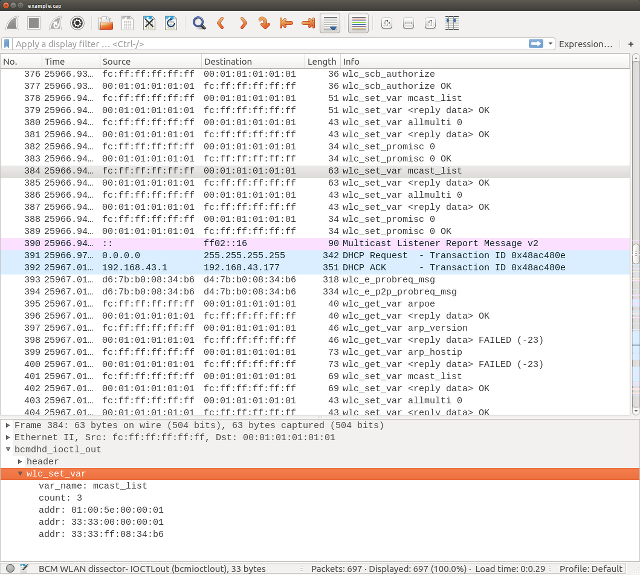 example.cap
Apply a display filter ... <Ctrl-/>
Expression...
+
No. Time Source Destination Length Info
376 25966.93... fc:ff:ff:ff:ff:ff 00:01:01:01:01:01 36 wlc_scb_authorize
377 25966.93... 00:01:01:01:01:01 fc:ff:ff:ff:ff:ff 36 wlc_scb_authorize OK
378 25966.94... fc:ff:ff:ff:ff:ff 00:01:01:01:01:01 51 wlc_set_var mcast_list
379 25966.94... 00:01:01:01:01:01 fc:ff:ff:ff:ff:ff 51 wlc_set_var <reply data> OK
380 25966.94... fc:ff:ff:ff:ff:ff 00:01:01:01:01:01 43 wlc_set_var allmulti 0
381 25966.94... 00:01:01:01:01:01 fc:ff:ff:ff:ff:ff 43 wlc_set_var <reply data> OK
382 25966.94... fc:ff:ff:ff:ff:ff 00:01:01:01:01:01 34 wlc_set_promisc 0
383 25966.94... 00:01:01:01:01:01 fc:ff:ff:ff:ff:ff 34 wlc_set_promisc 0 OK
384 25966.94... fc:ff:ff:ff:ff:ff 00:01:01:01:01:01 63 wlc_set_var mcast_list
385 25966.94... 00:01:01:01:01:01 fc:ff:ff:ff:ff:ff 63 wlc_set_var <reply data> OK
386 25966.94... fc:ff:ff:ff:ff:ff 00:01:01:01:01:01 43 wlc_set_var allmulti 0
387 25966.94... 00:01:01:01:01:01 fc:ff:ff:ff:ff:ff 43 wlc_set_var <reply data> OK
388 25966.94... fc:ff:ff:ff:ff:ff 00:01:01:01:01:01 34 wlc_set_promisc 0
389 25966.94... 00:01:01:01:01:01 fc:ff:ff:ff:ff:ff 34 wlc_set_promisc 0 OK
390 25966.94... :: ff02::16 90 Multicast Listener Report Message v2
391 25966.97... 0.0.0.0 255.255.255.255 342 DHCP Request - Transaction ID 0x48ac480e
392 25967.01... 192.168.43.1 192.168.43.177 351 DHCP ACK - Transaction ID 0x48ac480e
393 25967.01... d6:7b:b0:08:34:b6 d4:7b:b0:08:34:b6 318 wlc_e_probreq_msg
394 25967.01... d6:7b:b0:08:34:b6 d4:7b:b0:08:34:b6 334 wlc_e_p2p_probreq_msg
395 25967.01... fc:ff:ff:ff:ff:ff 00:01:01:01:01:01 40 wlc_get_var arpoe
396 25967.01... 00:01:01:01:01:01 fc:ff:ff:ff:ff:ff 40 wlc_get_var <reply data> OK
397 25967.01... fc:ff:ff:ff:ff:ff 00:01:01:01:01:01 46 wlc_get_var arp_version
398 25967.01... 00:01:01:01:01:01 fc:ff:ff:ff:ff:ff 46 wlc_get_var <reply data> FAILED (-23)
399 25967.01... fc:ff:ff:ff:ff:ff 00:01:01:01:01:01 73 wlc_get_var arp_hostip
400 25967.01... 00:01:01:01:01:01 fc:ff:ff:ff:ff:ff 73 wlc_get_var <reply data> FAILED (-23)
401 25967.01... fc:ff:ff:ff:ff:ff 00:01:01:01:01:01 69 wlc_set_var mcast_list
402 25967.01... 00:01:01:01:01:01 fc:ff:ff:ff:ff:ff 69 wlc_set_var <reply data> OK
403 25967.01... fc:ff:ff:ff:ff:ff 00:01:01:01:01:01 43 wlc_set_var allmulti 0
404 25967.01... 00:01:01:01:01:01 fc:ff:ff:ff:ff:ff 43 wlc_set_var <reply data> OK
Frame 384: 63 bytes on wire (504 bits), 63 bytes captured (504 bits)
Ethernet II, Src: fc:ff:ff:ff:ff:ff, Dst: 00:01:01:01:01:01
bcmdhd_ioctl_out
header
wlc_set_var
var_name: mcast_list
count: 3
addr: 01:00:5e:00:00:01
addr: 33:33:00:00:00:01
addr: 33:33:ff:08:34:b6
BCM WLAN dissector- IOCTLout (bcmioctlout), 33 bytes
Packets: 697 · Displayed: 697 (100.0%) · Load time: 0:0.29
Profile: Default